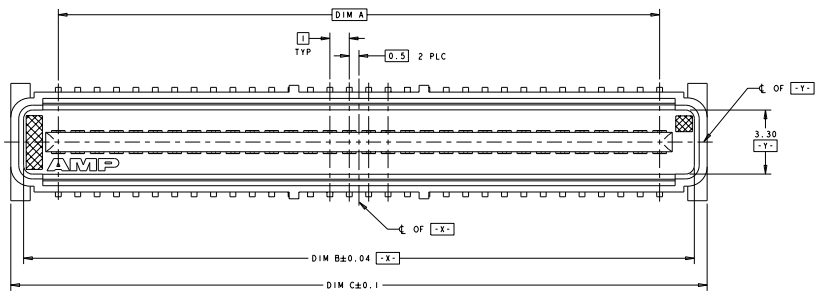 DIM A
1
TYP
0.5 2 PLC
℄ OF -Y-
3.30
-Y-
AMP
℄ OF -X-
DIM B±0.04 -X-
DIM C±0.1